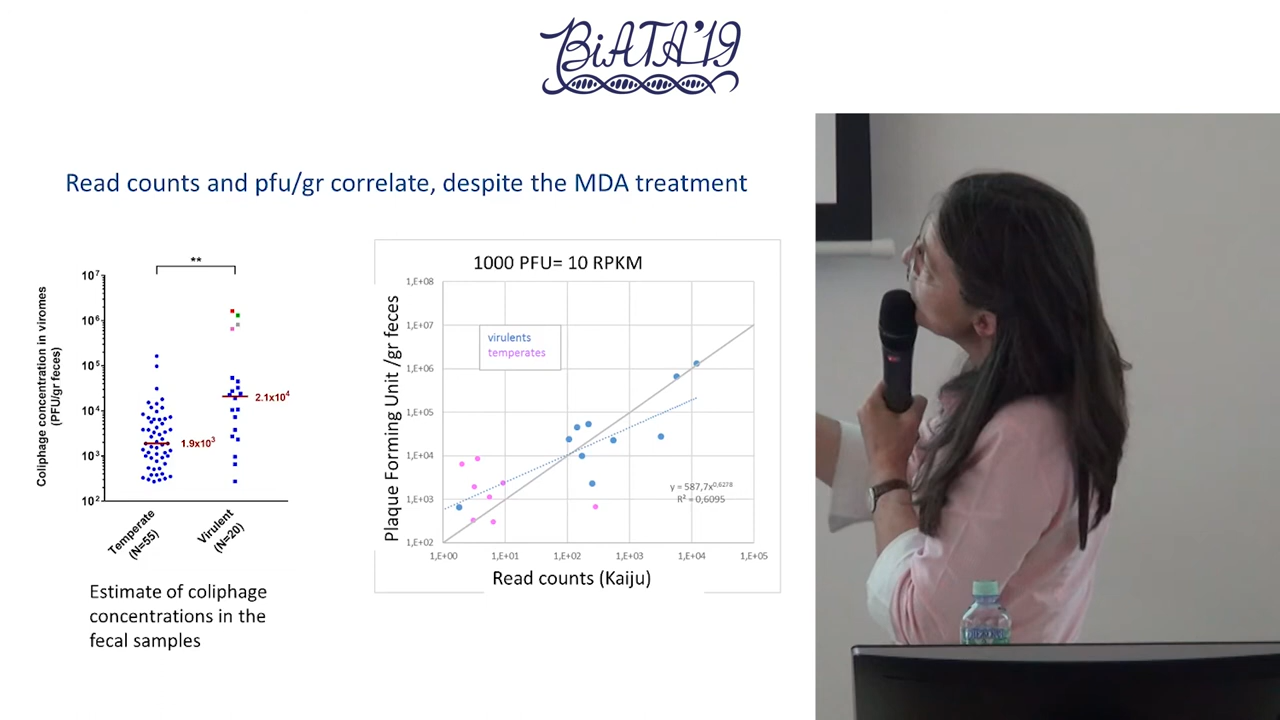 BiATA'19
Read counts and pfu/gr correlate, despite the MDA treatment
**
Coliphage concentration in viromes
(PFU/gr feces)
10⁷
10⁶
10⁵
10⁴
10³
10²
1.9x10³
2.1x10⁴
Temperate
(N=55)
Virulent
(N=20)
Estimate of coliphage
concentrations in the
fecal samples
1000 PFU= 10 RPKM
Plaque Forming Unit /gr feces
1,E+08
1,E+07
1,E+06
1,E+05
1,E+04
1,E+03
1,E+02
virulents
temperates
y = 587,7x^0,6278
R² = 0,6095
1,E+00 1,E+01 1,E+02 1,E+03 1,E+04 1,E+05
Read counts (Kaiju)